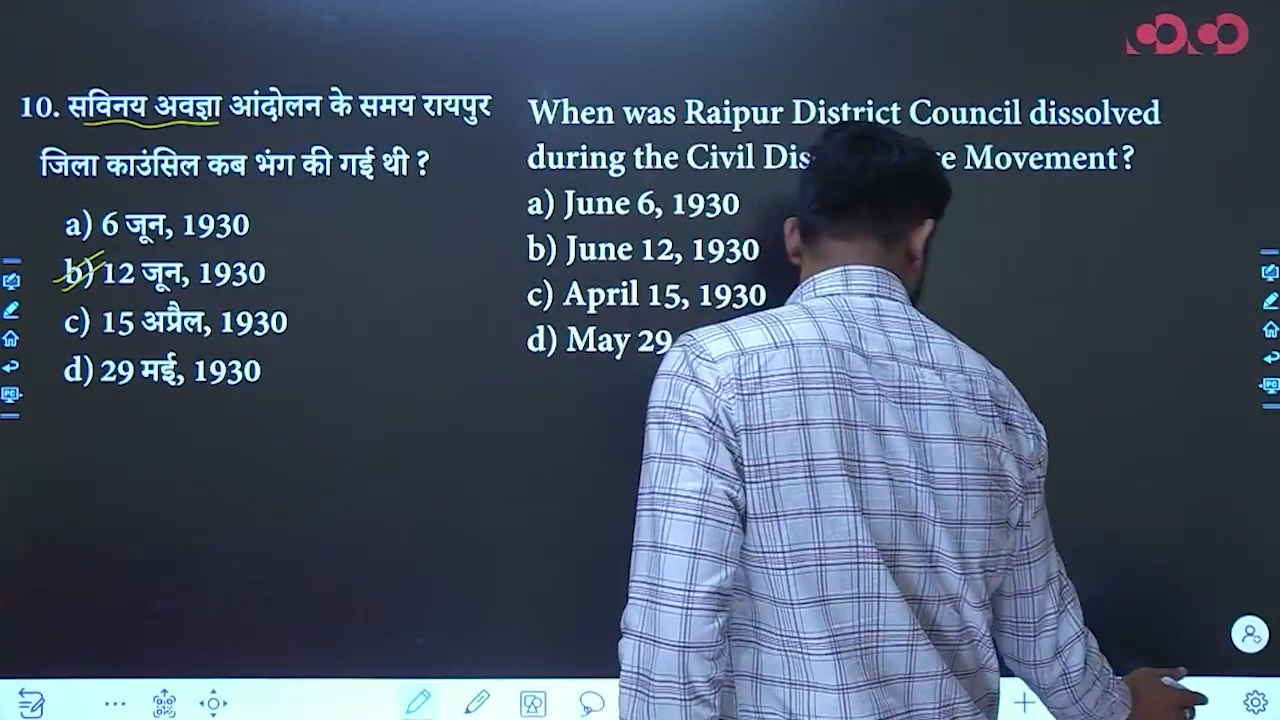 10. सविनय अवज्ञा आंदोलन के समय रायपुर
जिला काउंसिल कब भंग की गई थी ?
a) 6 जून, 1930
b) 12 जून, 1930
c) 15 अप्रैल, 1930
d) 29 मई, 1930
When was Raipur District Council dissolved
during the Civil Movement?
a) June 6, 1930
b) June 12, 1930
c) April 15, 1930
d) May 29